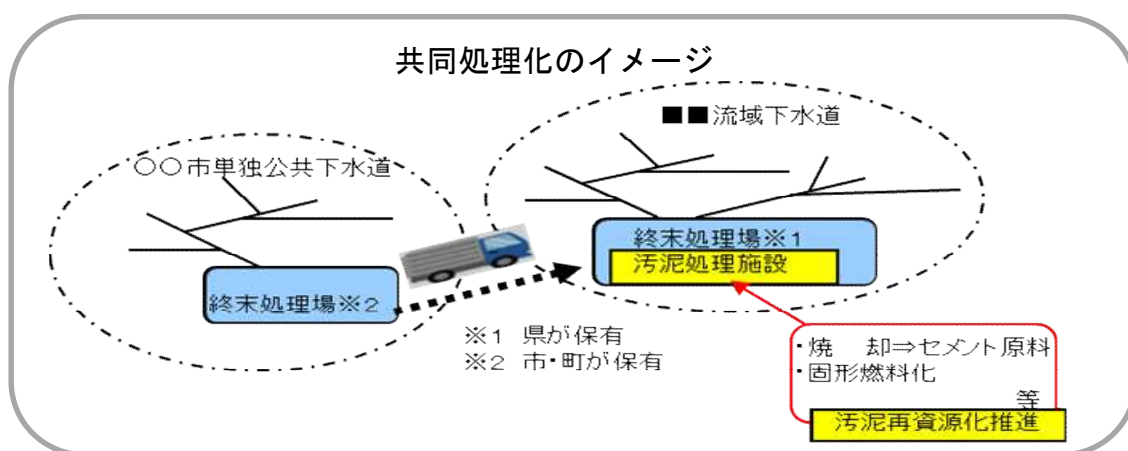 共同処理化のイメージ
■■流域下水道
〇〇市単独公共下水道
終末処理場※1
汚泥処理施設
終末処理場※2
※1 県が保有
※2 市・町が保有
・焼 却⇒セメント原料
・固形燃料化
等
汚泥再資源化推進